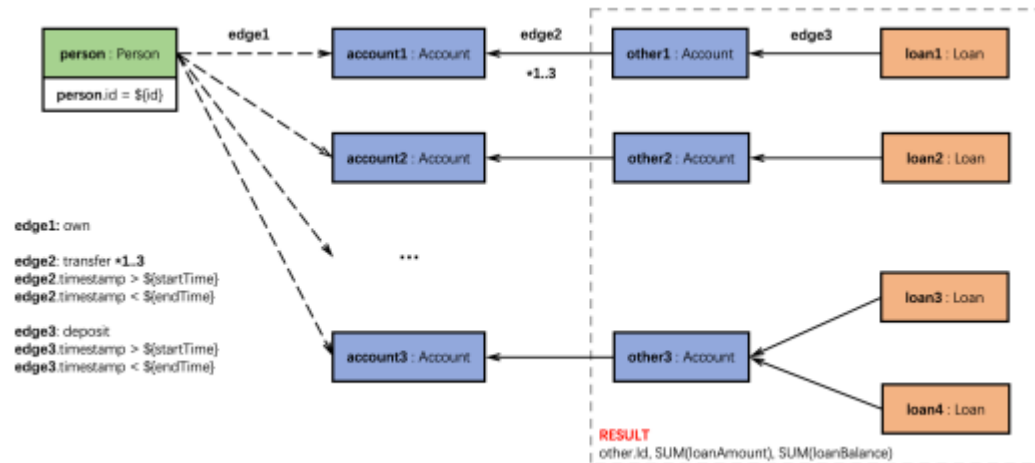 edge1
edge2
edge3
person : Person
account1 : Account
other1 : Account
loan1 : Loan
*1..3
person.id = ${id}
account2 : Account
other2 : Account
loan2 : Loan
edge1: own
edge2: transfer *1..3
edge2.timestamp > ${startTime}
edge2.timestamp < ${endTime}
...
edge3: deposit
edge3.timestamp > ${startTime}
edge3.timestamp < ${endTime}
loan3 : Loan
account3 : Account
other3 : Account
loan4 : Loan
RESULT
other.Id, SUM(loanAmount), SUM(loanBalance)